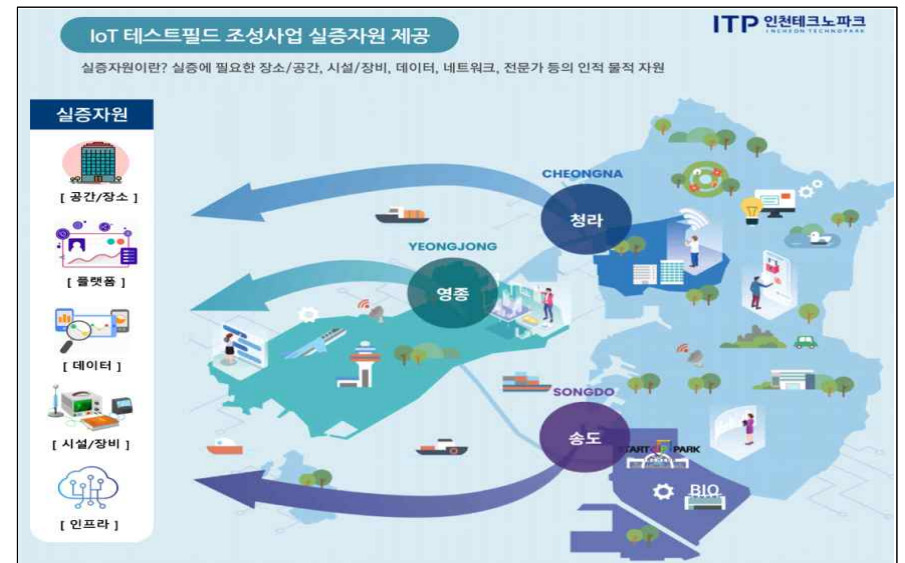 IoT 테스트필드 조성사업 실증자원 제공
ITP 인천테크노파크
INCHEON TECHNOPARK
실증자원이란? 실증에 필요한 장소/공간, 시설/장비, 데이터, 네트워크, 전문가 등의 인적 물적 자원
실증자원
[ 공간/장소 ]
[ 플랫폼 ]
[ 데이터 ]
[ 시설/장비 ]
[ 인프라 ]
CHEONGNA
청라
YEONGJONG
영종
SONGDO
송도
START UP PARK
BIO